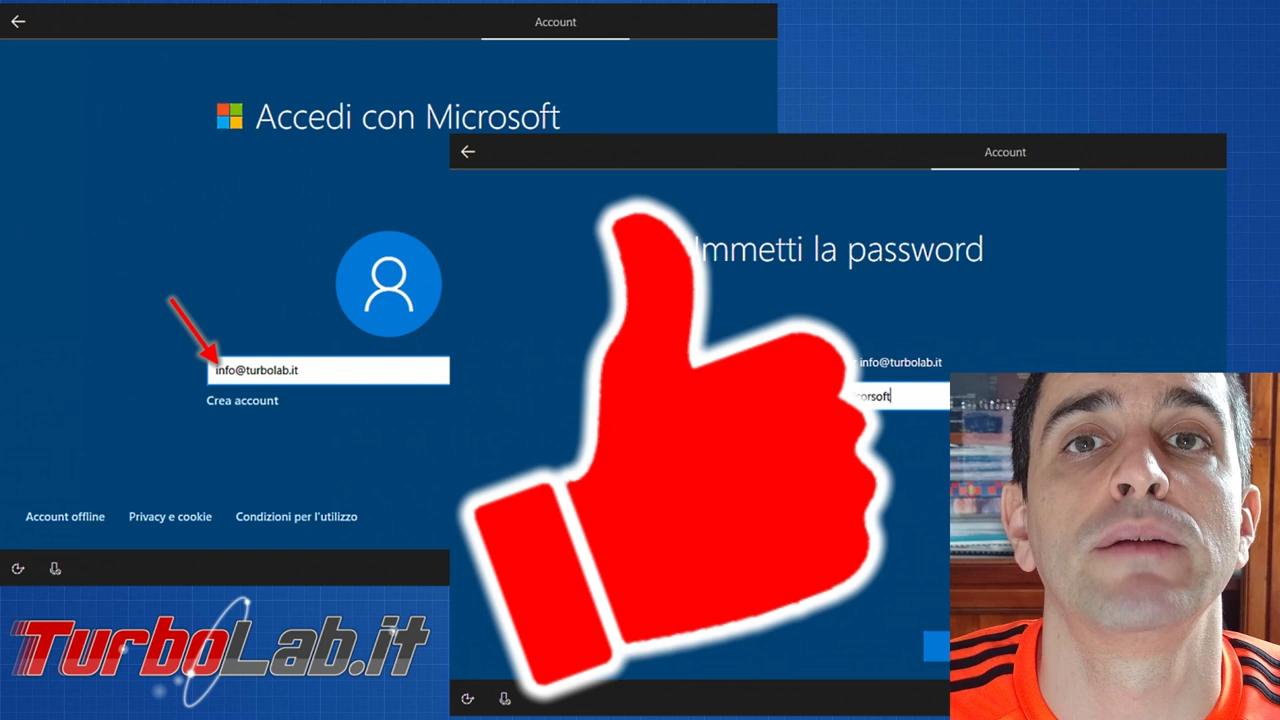 Account
Accedi con Microsoft
info@turbolab.it
Crea account
Account offline
Privacy e cookie
Condizioni per l'utilizzo
TurboLab.it
Account
Immetti la password
info@turbolab.it